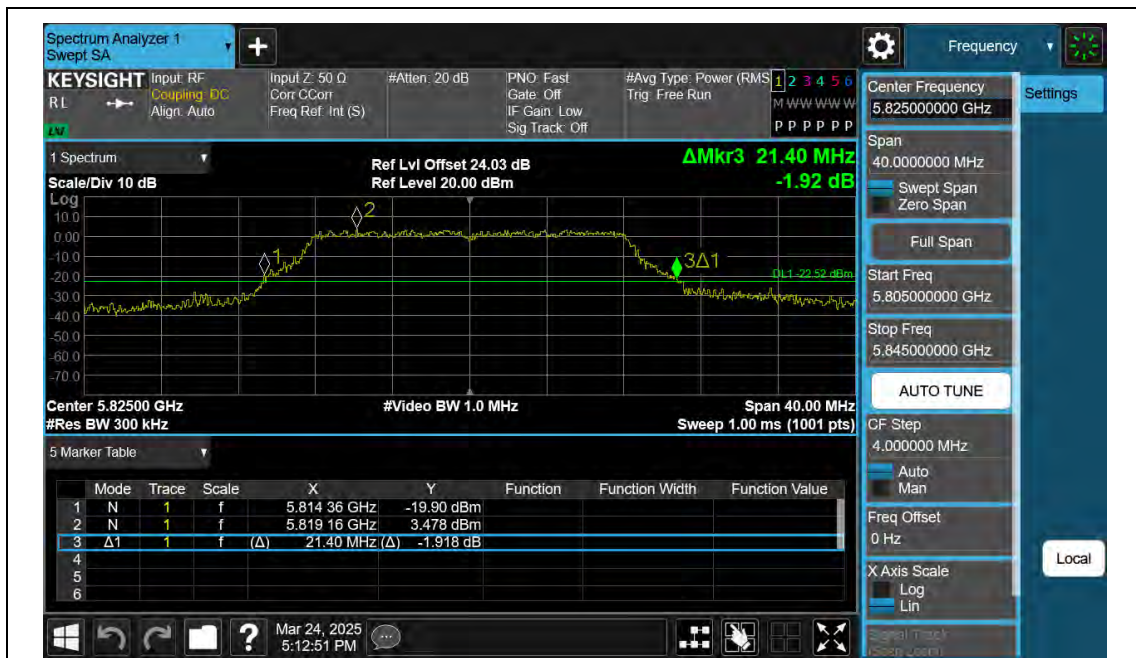 Spectrum Analyzer 1
Swept SA
Frequency
KEYSIGHT
RL
LXI
Input: RF
Coupling: DC
Align: Auto
Input Z: 50 Ω
Corr CCorr
Freq Ref: Int (S)
#Atten: 20 dB
PNO: Fast
Gate: Off
IF Gain: Low
Sig Track: Off
#Avg Type: Power (RMS
Trig: Free Run
1 2 3 4 5 6
M W W W W W
P P P P P P
1 Spectrum
Scale/Div 10 dB
Ref Lvl Offset 24.03 dB
Ref Level 20.00 dBm
ΔMkr3 21.40 MHz
-1.92 dB
Log
10.0
0.00
-10.0
-20.0
-30.0
-40.0
-50.0
-60.0
-70.0
1
2
3Δ1
DL1 -22.52 dBm
Center 5.82500 GHz
#Res BW 300 kHz
#Video BW 1.0 MHz
Span 40.00 MHz
Sweep 1.00 ms (1001 pts)
5 Marker Table
Mode Trace Scale X Y Function Function Width Function Value
1 N 1 f 5.814 36 GHz -19.90 dBm
2 N 1 f 5.819 16 GHz 3.478 dBm
3 Δ1 1 f (Δ) 21.40 MHz (Δ) -1.918 dB
4
5
6
Mar 24, 2025
5:12:51 PM
Center Frequency
5.825000000 GHz
Span
40.0000000 MHz
Swept Span
Zero Span
Full Span
Start Freq
5.805000000 GHz
Stop Freq
5.845000000 GHz
AUTO TUNE
CF Step
4.000000 MHz
Auto
Man
Freq Offset
0 Hz
X Axis Scale
Log
Lin
Signal Track
(Span Zoom)
Settings
Local